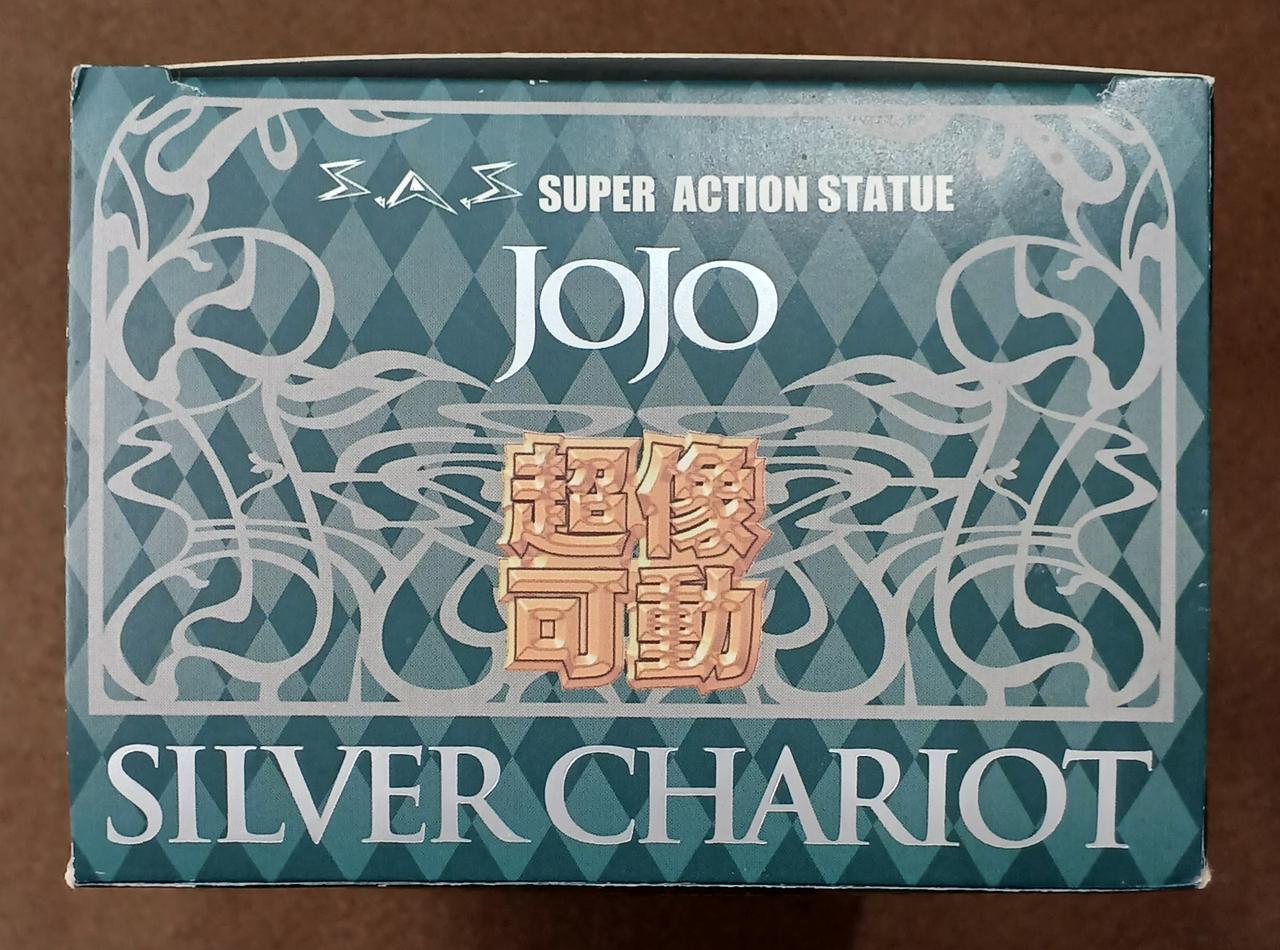 S.A.S SUPER ACTION STATUE
JOJO
超像
可動
SILVER CHARIOT